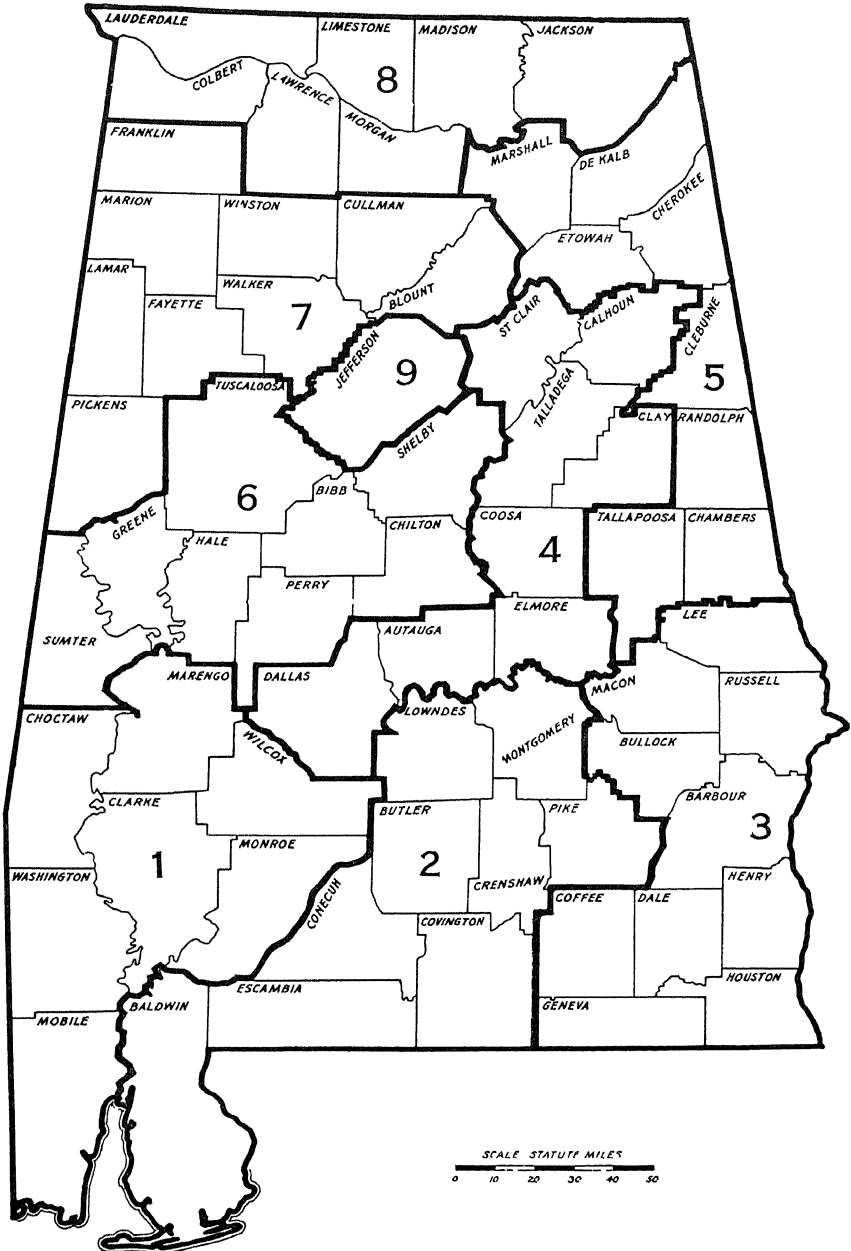 LAUDERDALE
LIMESTONE
MADISON
JACKSON
COLBERT
LAWRENCE
8
MORGAN
FRANKLIN
MARSHALL
DE KALB
CHEROKEE
MARION
WINSTON
CULLMAN
ETOWAH
LAMAR
WALKER
BLOUNT
FAYETTE
7
ST CLAIR
CALHOUN
CLEBURNE
JEFFERSON
9
5
TUSCALOOSA
TALLADEGA
PICKENS
CLAY
RANDOLPH
SHELBY
6
BIBB
GREENE
HALE
CHILTON
COOSA
TALLAPOOSA
CHAMBERS
4
PERRY
ELMORE
LEE
SUMTER
AUTAUGA
MARENGO
DALLAS
MACON
RUSSELL
CHOCTAW
LOWNDES
WILCOX
MONTGOMERY
BULLOCK
CLARKE
BUTLER
PIKE
BARBOUR
3
MONROE
1
2
WASHINGTON
CRENSHAW
HENRY
CONECUH
COFFEE
DALE
COVINGTON
HOUSTON
ESCAMBIA
BALDWIN
GENEVA
MOBILE
SCALE STATUTE MILES
0 10 20 30 40 50